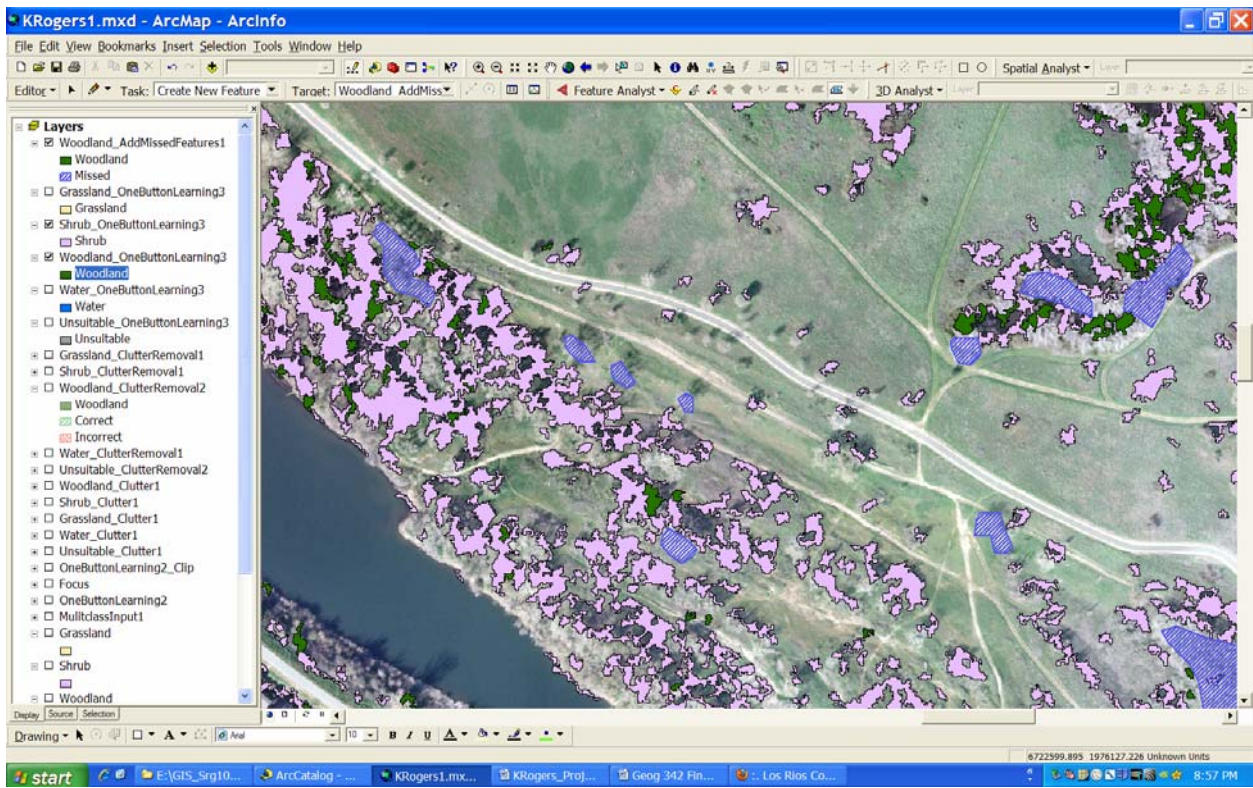 KRogers1.mxd - ArcMap - ArcInfo
File Edit View Bookmarks Insert Selection Tools Window Help
Spatial Analyst
Editor Task: Create New Feature Target: Woodland_AddMiss Feature Analyst 3D Analyst
Layers
Woodland_AddMissedFeatures1
Woodland
Missed
Grassland_OneButtonLearning3
Grassland
Shrub_OneButtonLearning3
Shrub
Woodland_OneButtonLearning3
Woodland
Water_OneButtonLearning3
Water
Unsuitable_OneButtonLearning3
Unsuitable
Grassland_ClutterRemoval1
Shrub_ClutterRemoval1
Woodland_ClutterRemoval2
Woodland
Correct
Incorrect
Water_ClutterRemoval1
Unsuitable_ClutterRemoval2
Woodland_Clutter1
Shrub_Clutter1
Grassland_Clutter1
Water_Clutter1
Unsuitable_Clutter1
OneButtonLearning2_Clip
Focus
OneButtonLearning2
MulitclassInput1
Grassland
Shrub
Woodland
Display Source Selection
Drawing A Arial 10 B I U A
6722599.895 1976127.226 Unknown Units
start E:\GIS_Srg10... ArcCatalog - ... KRogers1.mx... KRogers_Proj... Geog 342 Fin... :. Los Rios Co... 8:57 PM